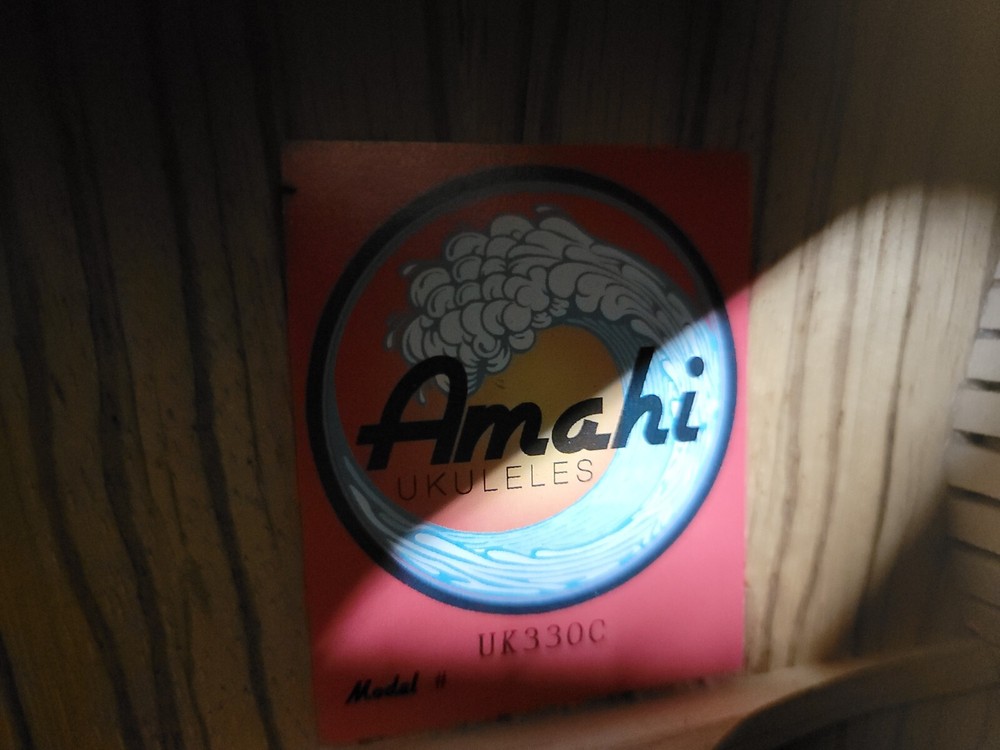 Amahi
UKULELES
UK330C
Model #